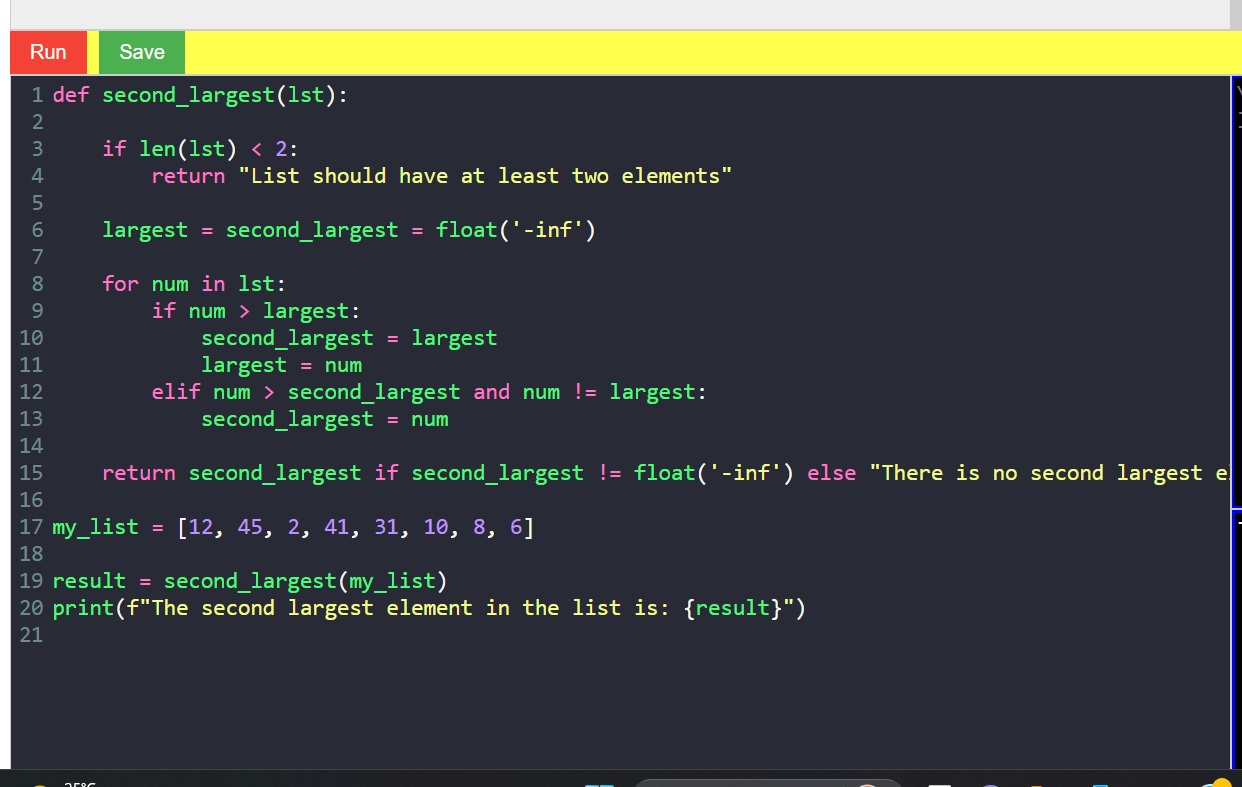 Run Save
1 def second_largest(lst):
2
3 if len(lst) < 2:
4 return "List should have at least two elements"
5
6 largest = second_largest = float('-inf')
7
8 for num in lst:
9 if num > largest:
10 second_largest = largest
11 largest = num
12 elif num > second_largest and num != largest:
13 second_largest = num
14
15 return second_largest if second_largest != float('-inf') else "There is no second largest e
16
17 my_list = [12, 45, 2, 41, 31, 10, 8, 6]
18
19 result = second_largest(my_list)
20 print(f"The second largest element in the list is: {result}")
21